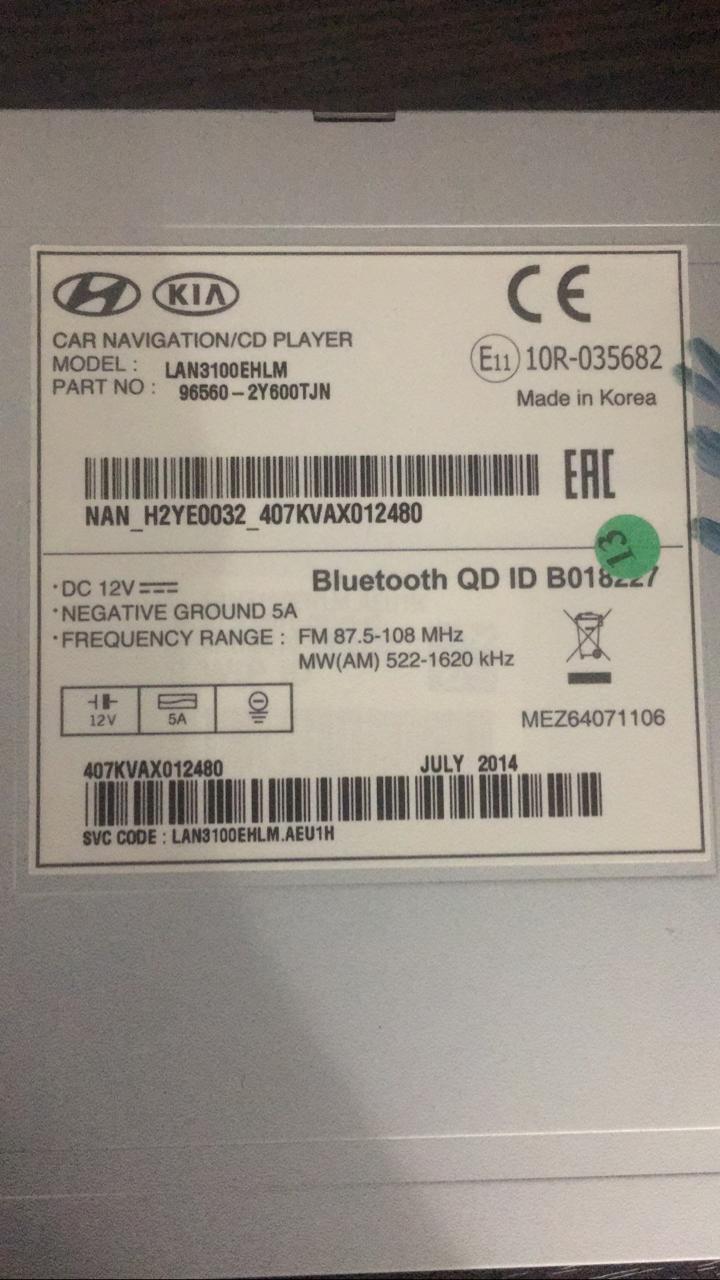 KIA
CE
CAR NAVIGATION/CD PLAYER
MODEL : LAN3100EHLM
PART NO : 96560-2Y600TJN
E11 10R-035682
Made in Korea
EAC
NAN_H2YE0032_407KVAX012480
13
Bluetooth QD ID B018227
·DC 12V
·NEGATIVE GROUND 5A
·FREQUENCY RANGE : FM 87.5-108 MHz
MW(AM) 522-1620 kHz
12V
5A
MEZ64071106
407KVAX012480
JULY 2014
SVC CODE : LAN3100EHLM.AEU1H